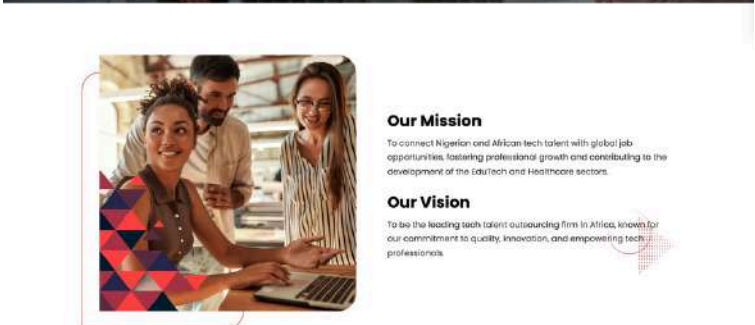 Our Mission
To connect Nigerian and African tech talent with global job
opportunities, fostering professional growth and contributing to the
development of the EduTech and Healthcare sectors.
Our Vision
To be the leading tech talent outsourcing firm in Africa, known for
our commitment to quality, innovation, and empowering tech
professionals.